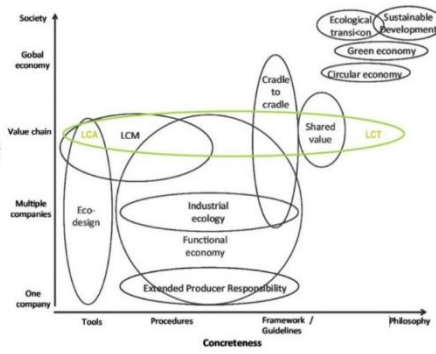 Society
Gobal
economy
Value chain
Multiple
companies
One
company
Ecological
transi<on
Sustainable
Development
Green economy
Circular economy
Cradle
to
cradle
Shared
value
LCA
LCM
LCT
Eco-
design
Industrial
ecology
Functional
economy
Extended Producer Responsibility
Tools
Procedures
Framework /
Guidelines
Philosophy
Concreteness